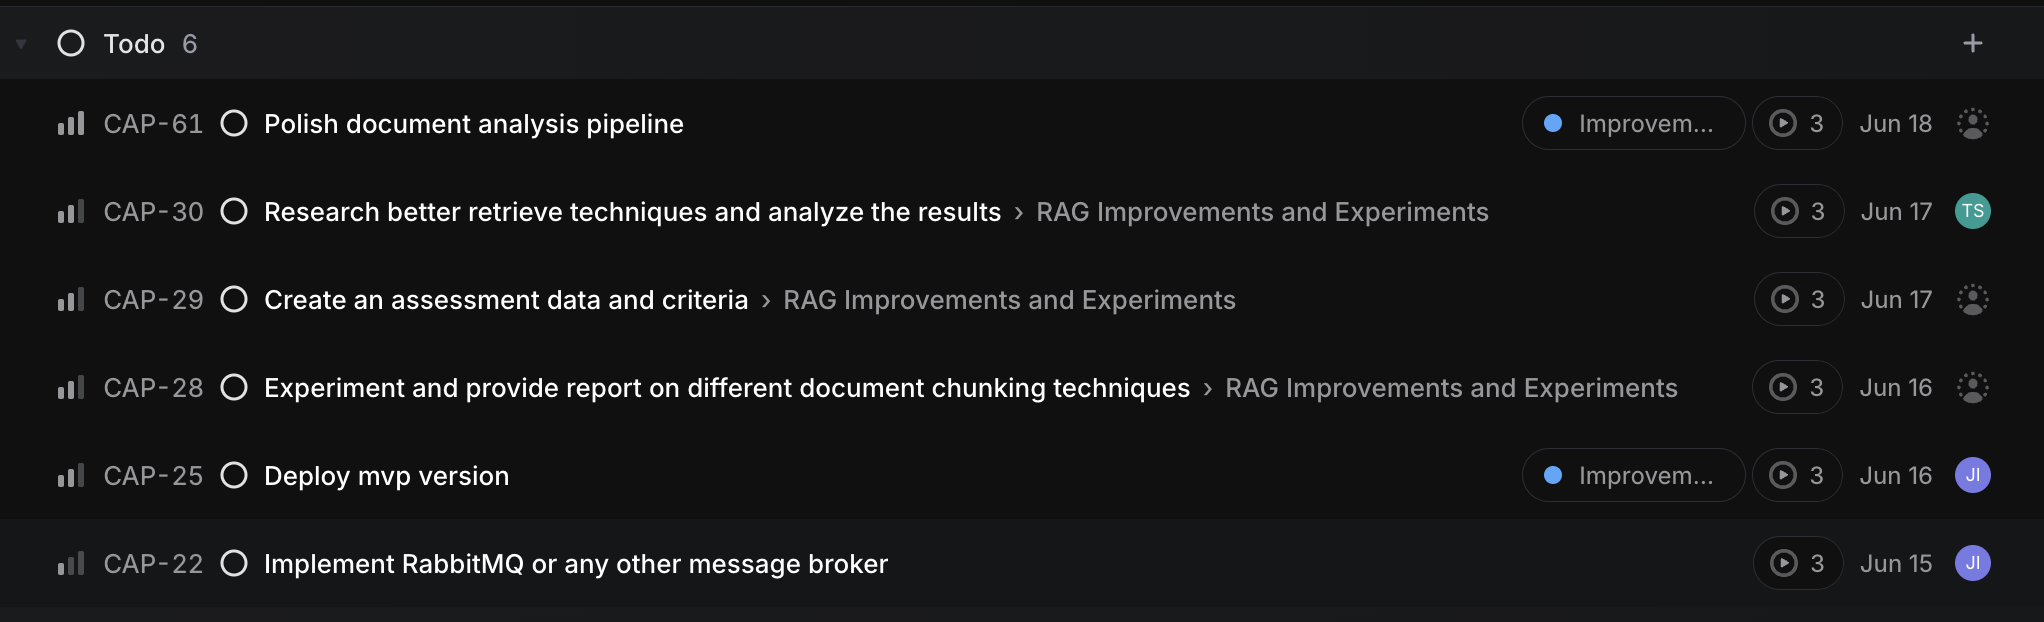 Todo 6 +
CAP-61 Polish document analysis pipeline Improvem... 3 Jun 18
CAP-30 Research better retrieve techniques and analyze the results › RAG Improvements and Experiments 3 Jun 17 TS
CAP-29 Create an assessment data and criteria › RAG Improvements and Experiments 3 Jun 17
CAP-28 Experiment and provide report on different document chunking techniques › RAG Improvements and Experiments 3 Jun 16
CAP-25 Deploy mvp version Improvem... 3 Jun 16 JI
CAP-22 Implement RabbitMQ or any other message broker 3 Jun 15 JI